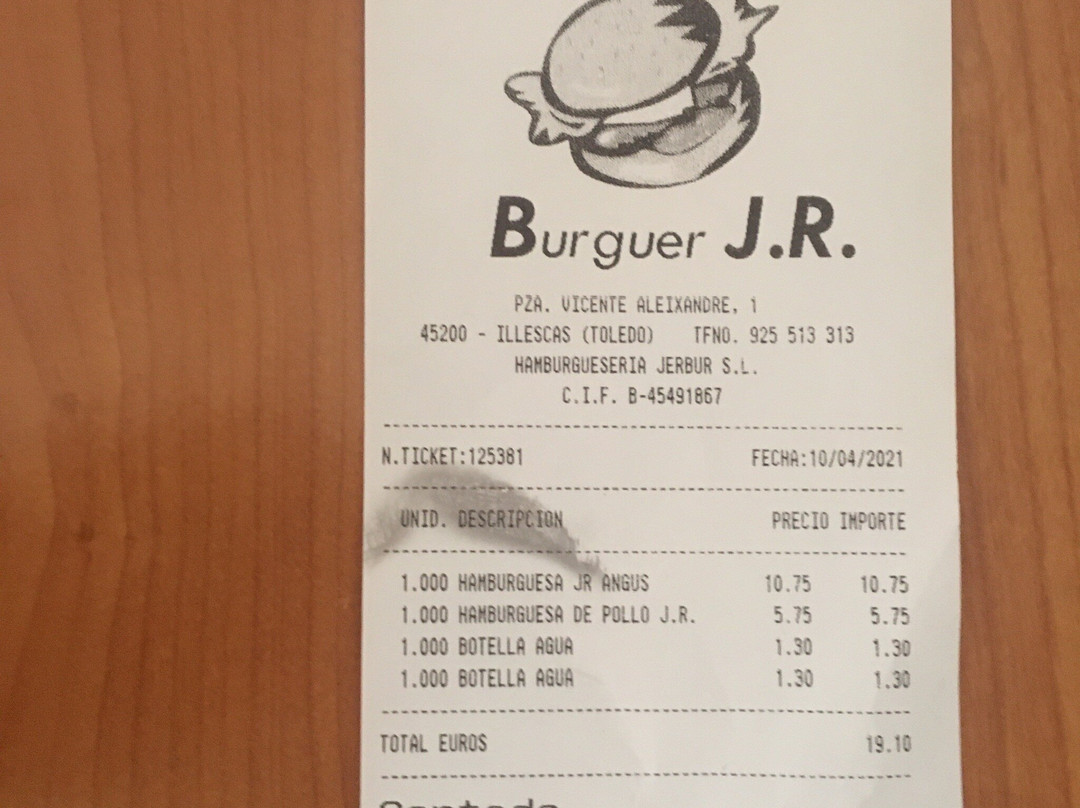 Burguer J.R.
PZA. VICENTE ALEIXANDRE, 1
45200 - ILLESCAS (TOLEDO) TFNO. 925 513 313
HAMBURGUESERIA JERBUR S.L.
C.I.F. B-45491867
N.TICKET:125381 FECHA:10/04/2021
UNID. DESCRIPCION PRECIO IMPORTE
1.000 HAMBURGUESA JR ANGUS 10.75 10.75
1.000 HAMBURGUESA DE POLLO J.R. 5.75 5.75
1.000 BOTELLA AGUA 1.30 1.30
1.000 BOTELLA AGUA 1.30 1.30
TOTAL EUROS 19.10